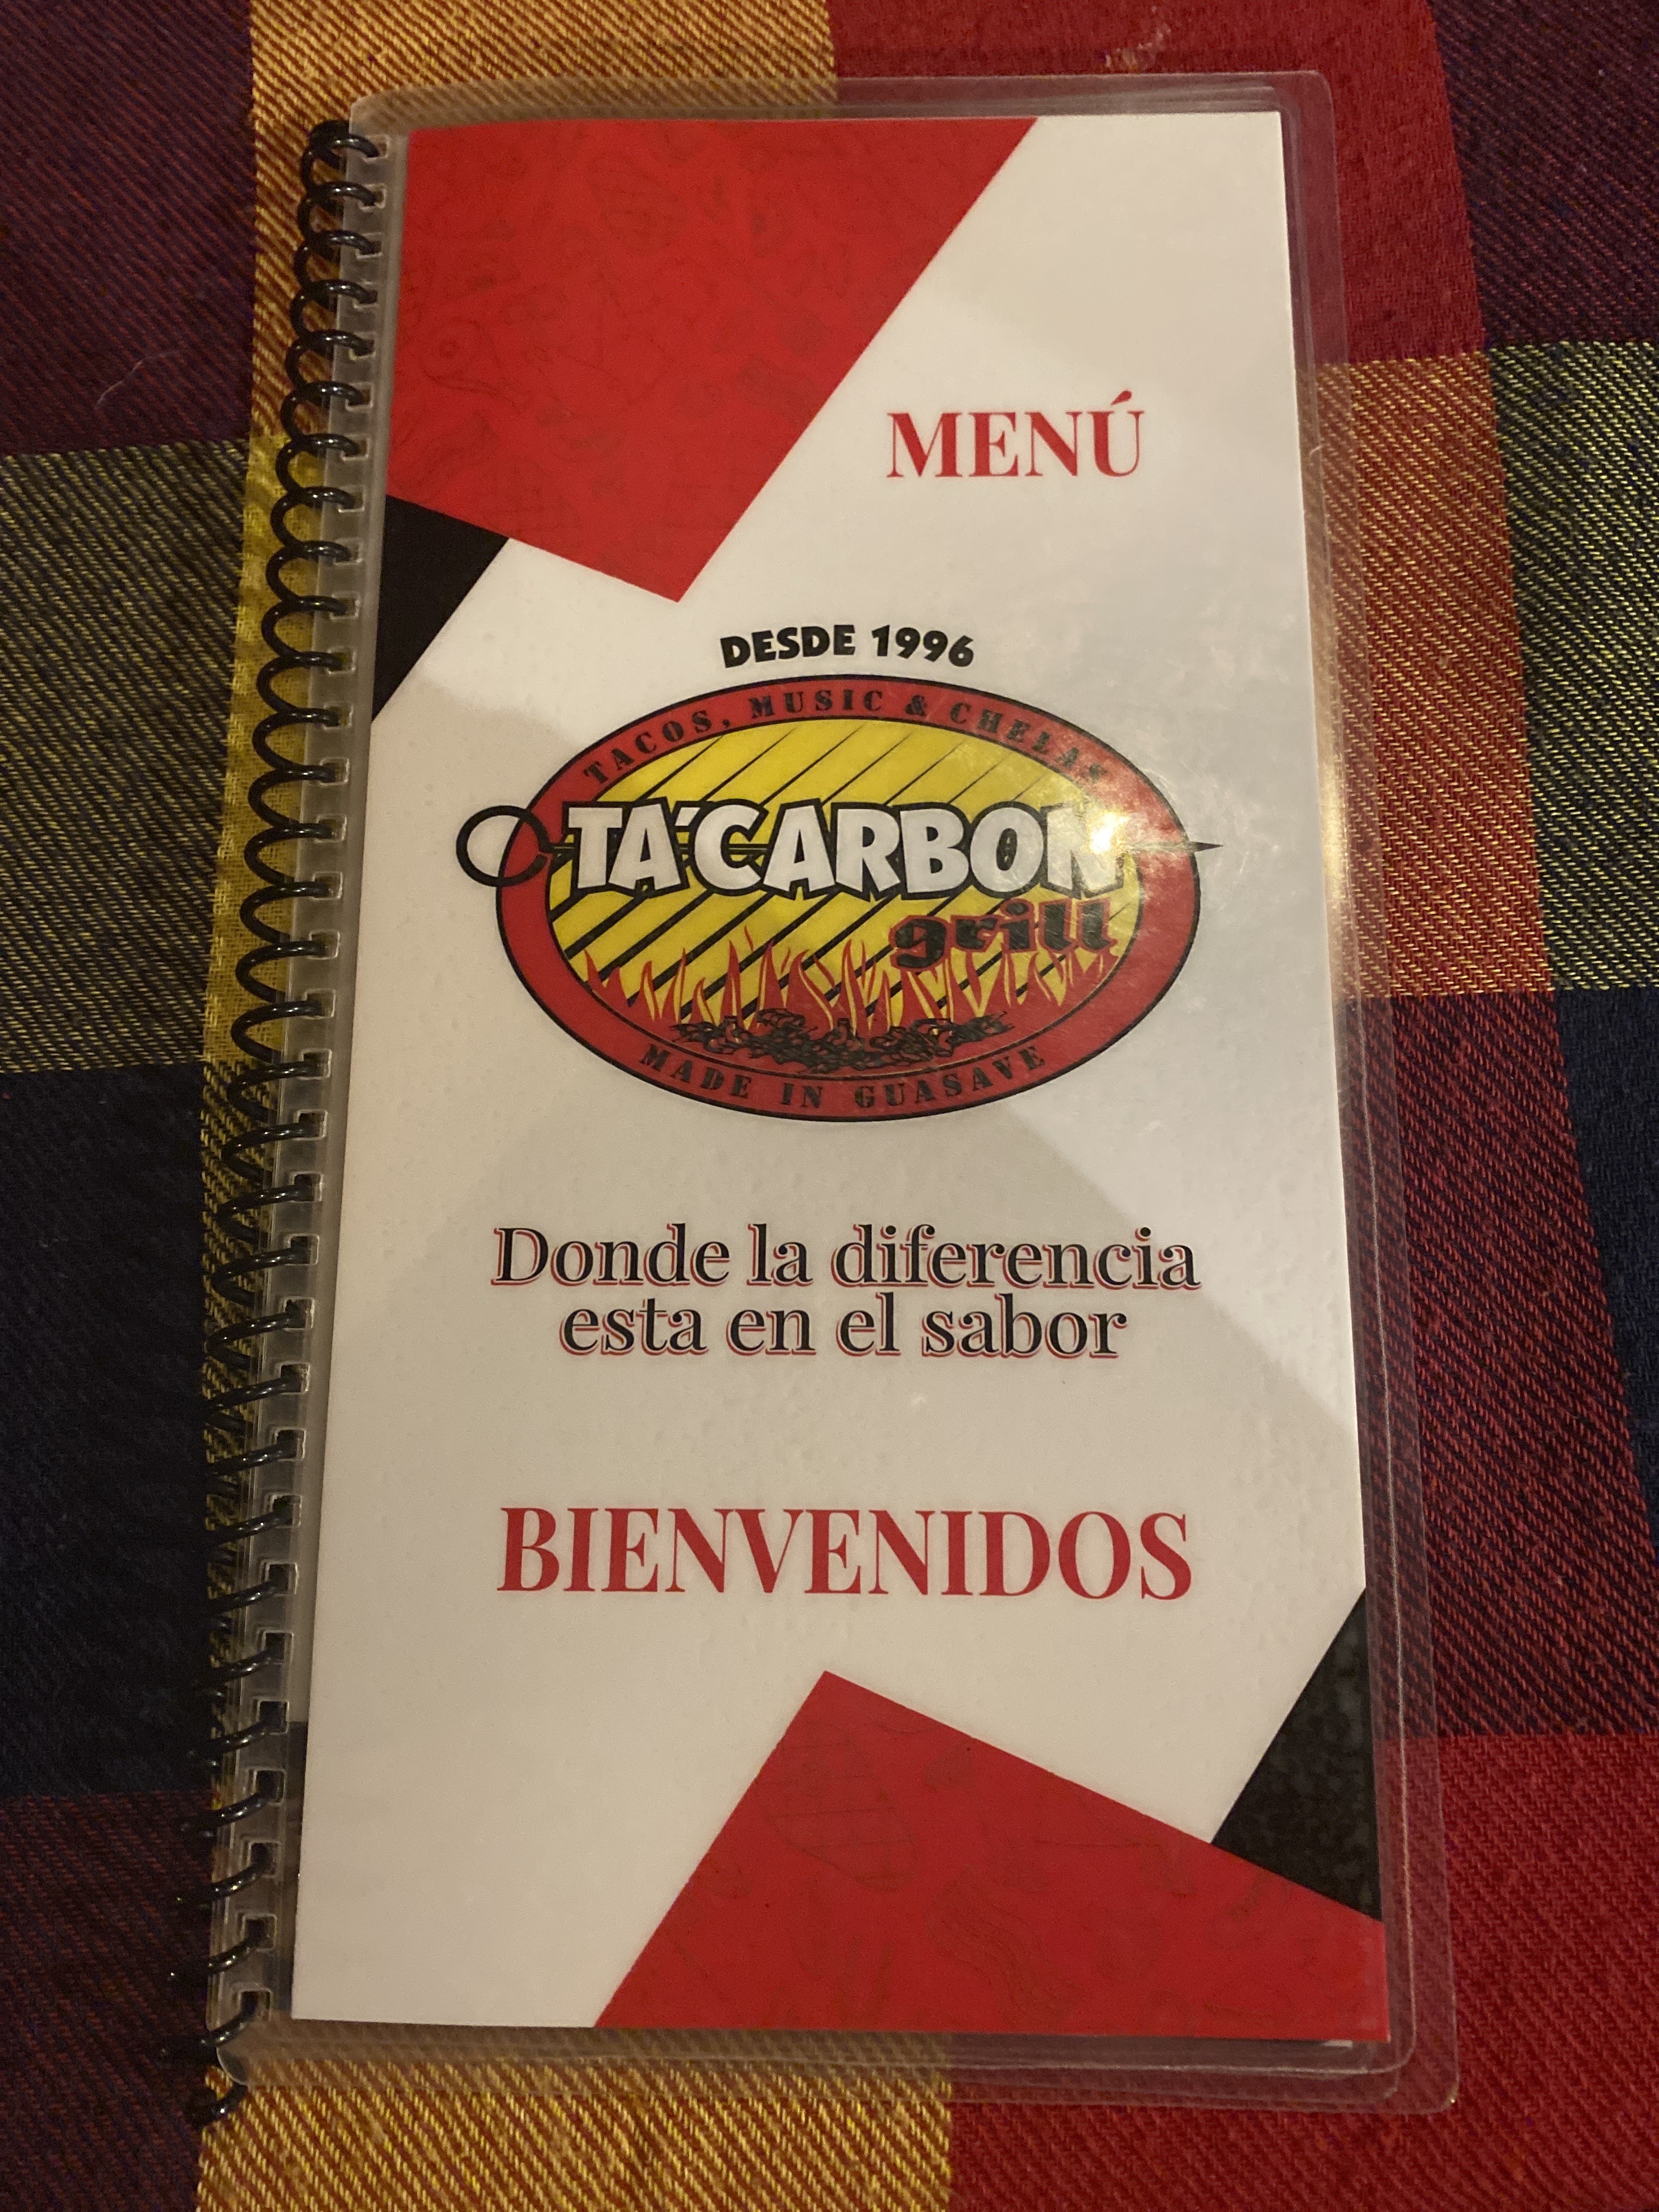 MENÚ
DESDE 1996
TACOS, MUSIC & CHELAS
TA'CARBON
grill
MADE IN GUASAVE
Donde la diferencia
esta en el sabor
BIENVENIDOS